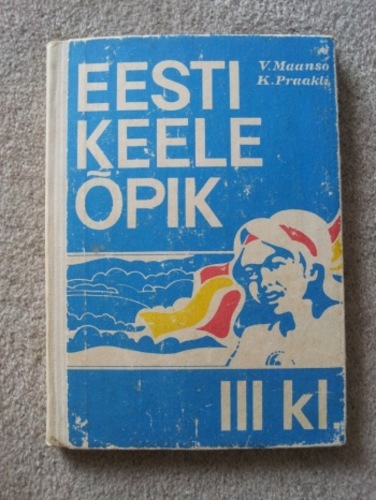 V. Maanso
K. Praakli
EESTI
KEELE
ÕPIK
III kl.